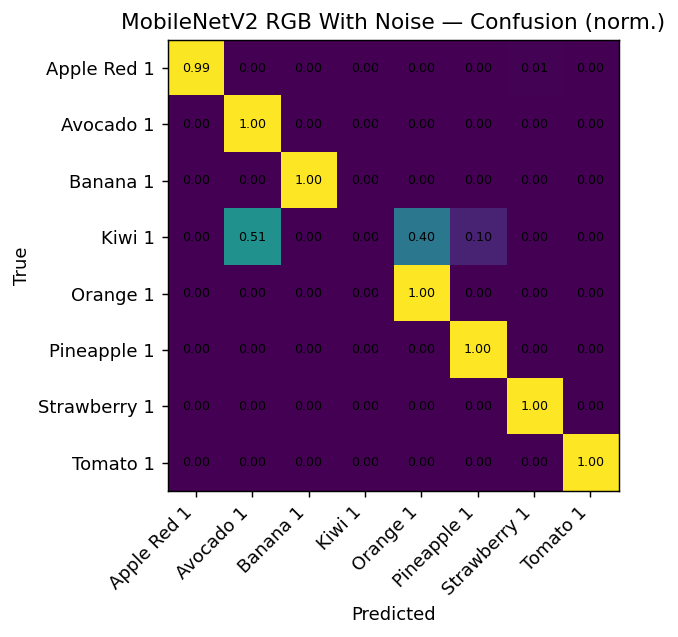 MobileNetV2 RGB With Noise — Confusion (norm.)
Apple Red 1 0.99 0.00 0.00 0.00 0.00 0.00 0.01 0.00
Avocado 1 0.00 1.00 0.00 0.00 0.00 0.00 0.00 0.00
Banana 1 0.00 0.00 1.00 0.00 0.00 0.00 0.00 0.00
Kiwi 1 0.00 0.51 0.00 0.00 0.40 0.10 0.00 0.00
Orange 1 0.00 0.00 0.00 0.00 1.00 0.00 0.00 0.00
Pineapple 1 0.00 0.00 0.00 0.00 0.00 1.00 0.00 0.00
Strawberry 1 0.00 0.00 0.00 0.00 0.00 0.00 1.00 0.00
Tomato 1 0.00 0.00 0.00 0.00 0.00 0.00 0.00 1.00
True
Apple Red 1 Avocado 1 Banana 1 Kiwi 1 Orange 1 Pineapple 1 Strawberry 1 Tomato 1
Predicted